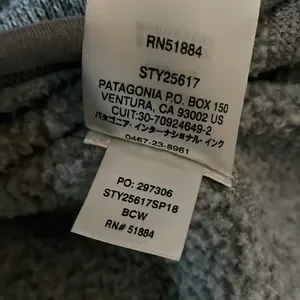 RN51884
STY25617
PATAGONIA P.O. BOX 150
VENTURA, CA 93002 US
CUIT:30-70924649-2
パタゴニア・インターナショナル・インク
0467-23-8961
PO: 297306
STY25617SP18
BCW
RN# 51884